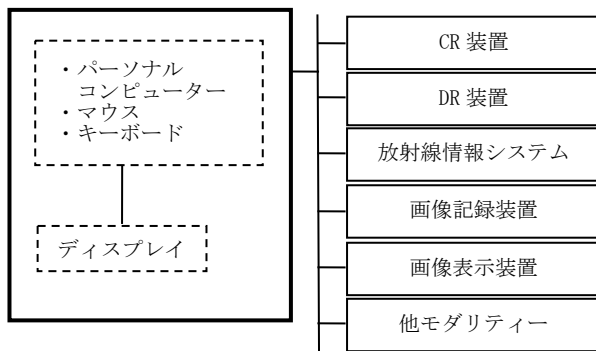 ・パーソナル
コンピューター
・マウス
・キーボード
ディスプレイ
CR 装置
DR 装置
放射線情報システム
画像記録装置
画像表示装置
他モダリティー